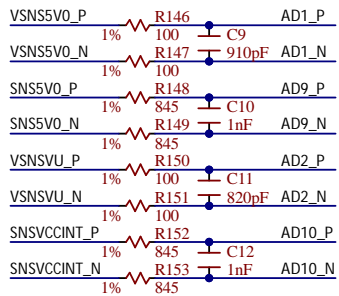 VSNS5V0_P R146 AD1_P
1% 100 C9
VSNS5V0_N R147 910pF AD1_N
1% 100
SNS5V0_P R148 AD9_P
1% 845 C10
SNS5V0_N R149 1nF AD9_N
1% 845
VSNSVU_P R150 AD2_P
1% 100 C11
VSNSVU_N R151 820pF AD2_N
1% 100
SNSVCCINT_P R152 AD10_P
1% 845 C12
SNSVCCINT_N R153 1nF AD10_N
1% 845